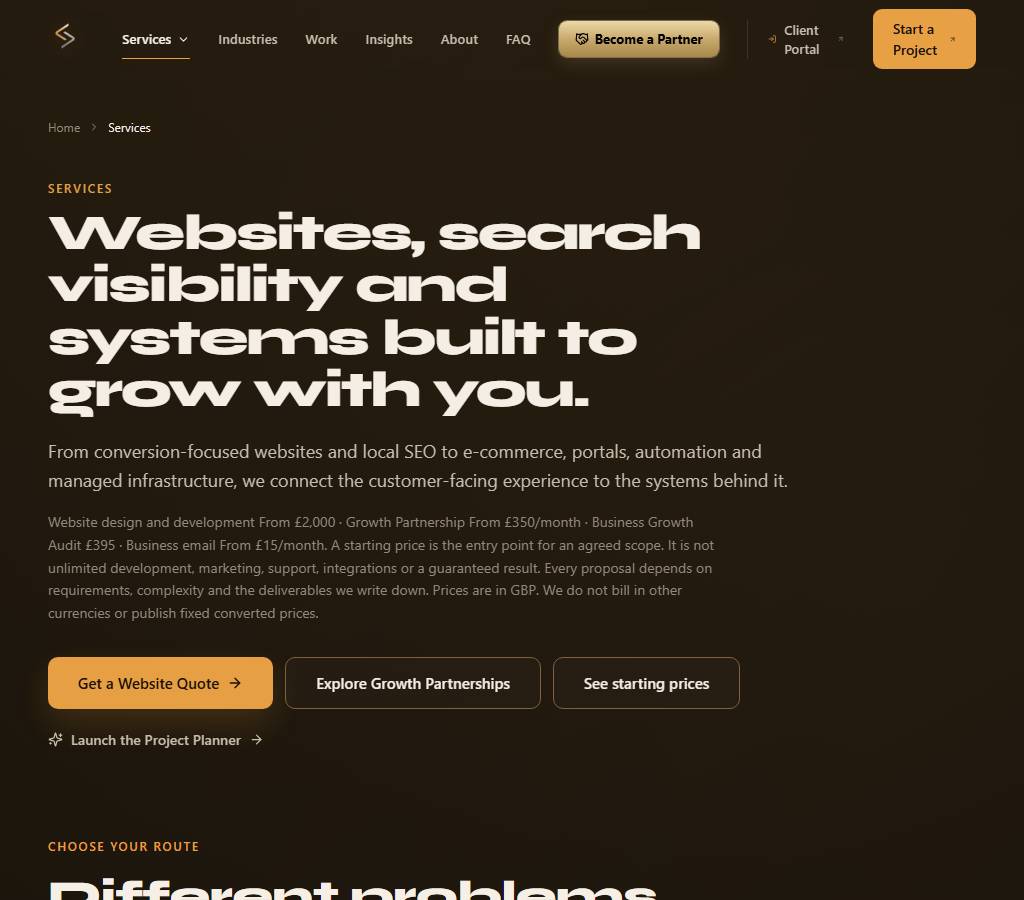 Services
Industries
Work
Insights
About
FAQ
Become a Partner
Client
Portal
Start a
Project
Home
Services
SERVICES
Websites, search
visibility and
systems built to
grow with you.
From conversion-focused websites and local SEO to e-commerce, portals, automation and
managed infrastructure, we connect the customer-facing experience to the systems behind it.
Website design and development From £2,000 · Growth Partnership From £350/month · Business Growth
Audit £395 · Business email From £15/month. A starting price is the entry point for an agreed scope. It is not
unlimited development, marketing, support, integrations or a guaranteed result. Every proposal depends on
requirements, complexity and the deliverables we write down. Prices are in GBP. We do not bill in other
currencies or publish fixed converted prices.
Get a Website Quote
Explore Growth Partnerships
See starting prices
Launch the Project Planner
CHOOSE YOUR ROUTE
Different problems